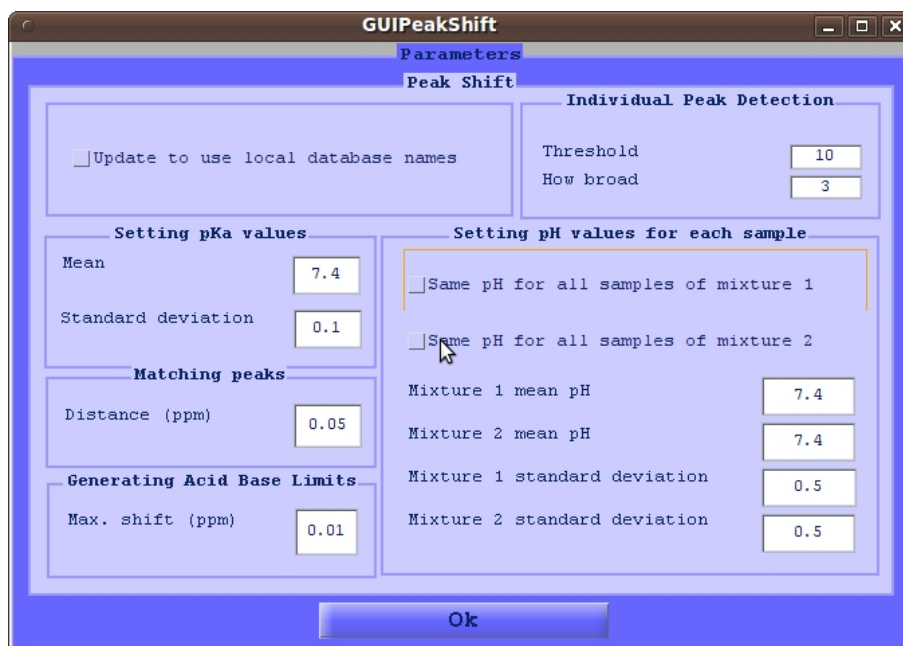 GUIPeakShift
Parameters
Peak Shift
Update to use local database names
Individual Peak Detection
Threshold 10
How broad 3
Setting pKa values
Mean 7.4
Standard deviation 0.1
Matching peaks
Distance (ppm) 0.05
Generating Acid Base Limits
Max. shift (ppm) 0.01
Setting pH values for each sample
Same pH for all samples of mixture 1
Same pH for all samples of mixture 2
Mixture 1 mean pH 7.4
Mixture 2 mean pH 7.4
Mixture 1 standard deviation 0.5
Mixture 2 standard deviation 0.5
Ok